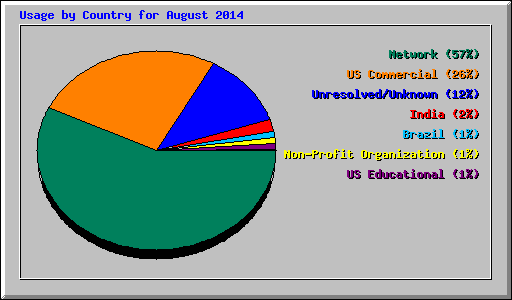 Usage by Country for August 2014
Network (57%)
US Commercial (26%)
Unresolved/Unknown (12%)
India (2%)
Brazil (1%)
Non-Profit Organization (1%)
US Educational (1%)